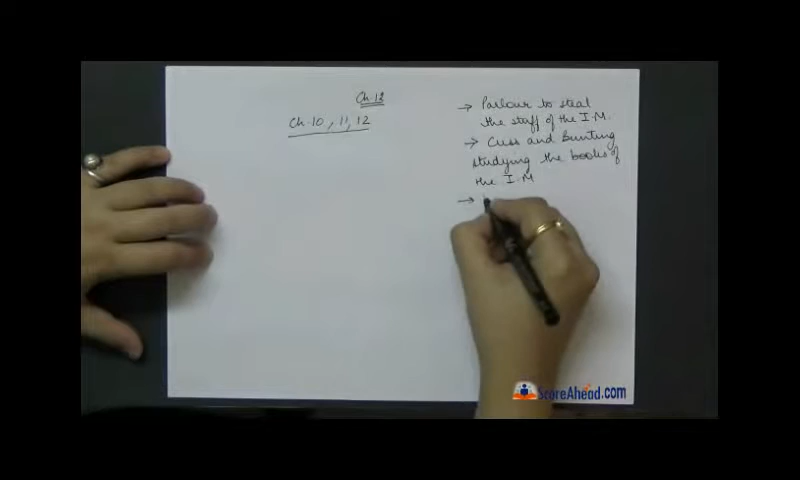 Ch-12
Ch-10, 11, 12
→ Parlour to steal
the stuff of the I.M.
→ Cuss and Bunting
studying the books of
the I.M
→
ScoreAhead.com